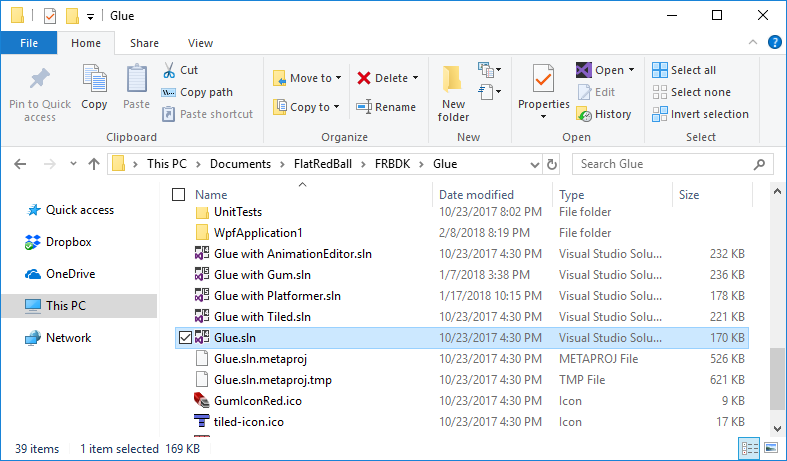 Glue
File Home Share View
Pin to Quick access
Copy
Paste
Cut
Copy path
Paste shortcut
Clipboard
Move to
Copy to
Delete
Rename
Organize
New folder
New
Properties
Open
Edit
History
Open
Select all
Select none
Invert selection
Select
This PC Documents FlatRedBall FRBDK Glue
Search Glue
Quick access
Dropbox
OneDrive
This PC
Network
Name Date modified Type Size
UnitTests 10/23/2017 8:02 PM File folder
WpfApplication1 2/8/2018 8:19 PM File folder
Glue with AnimationEditor.sln 10/23/2017 4:30 PM Visual Studio Solu... 232 KB
Glue with Gum.sln 1/7/2018 3:38 PM Visual Studio Solu... 236 KB
Glue with Platformer.sln 1/17/2018 10:15 PM Visual Studio Solu... 178 KB
Glue with Tiled.sln 10/23/2017 4:30 PM Visual Studio Solu... 221 KB
Glue.sln 10/23/2017 4:30 PM Visual Studio Solu... 170 KB
Glue.sln.metaproj 10/23/2017 4:30 PM METAPROJ File 526 KB
Glue.sln.metaproj.tmp 10/23/2017 4:30 PM TMP File 621 KB
GumIconRed.ico 10/23/2017 4:30 PM Icon 9 KB
tiled-icon.ico 10/23/2017 4:30 PM Icon 17 KB
39 items 1 item selected 169 KB